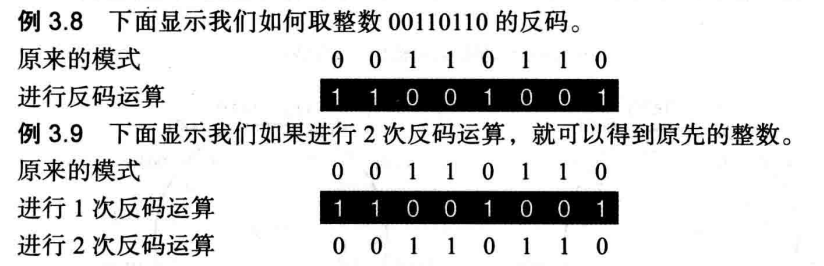 例 3.8 下面显示我们如何取整数 00110110 的反码。
原来的模式 0 0 1 1 0 1 1 0
进行反码运算 1 1 0 0 1 0 0 1
例 3.9 下面显示我们如果进行 2 次反码运算，就可以得到原先的整数。
原来的模式 0 0 1 1 0 1 1 0
进行 1 次反码运算 1 1 0 0 1 0 0 1
进行 2 次反码运算 0 0 1 1 0 1 1 0